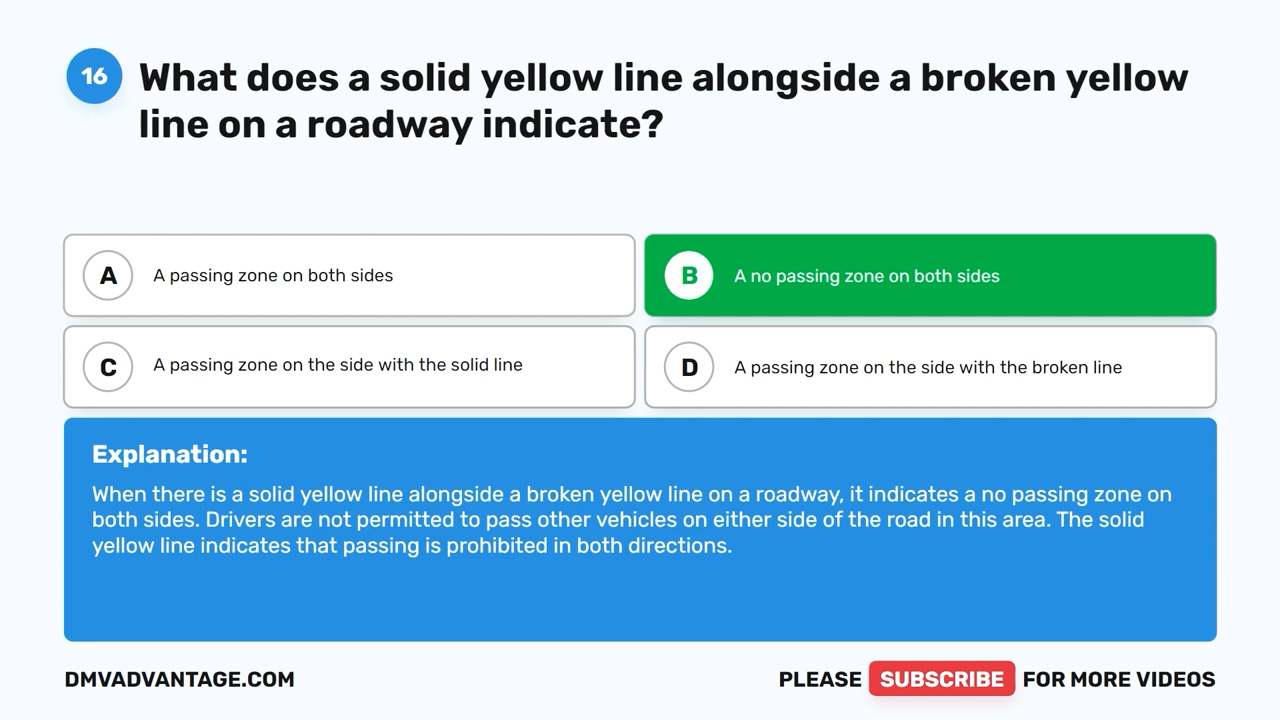 16
What does a solid yellow line alongside a broken yellow
line on a roadway indicate?
A
A passing zone on both sides
B
A no passing zone on both sides
C
A passing zone on the side with the solid line
D
A passing zone on the side with the broken line
Explanation:
When there is a solid yellow line alongside a broken yellow line on a roadway, it indicates a no passing zone on
both sides. Drivers are not permitted to pass other vehicles on either side of the road in this area. The solid
yellow line indicates that passing is prohibited in both directions.
DMVADVANTAGE.COM
PLEASE SUBSCRIBE FOR MORE VIDEOS